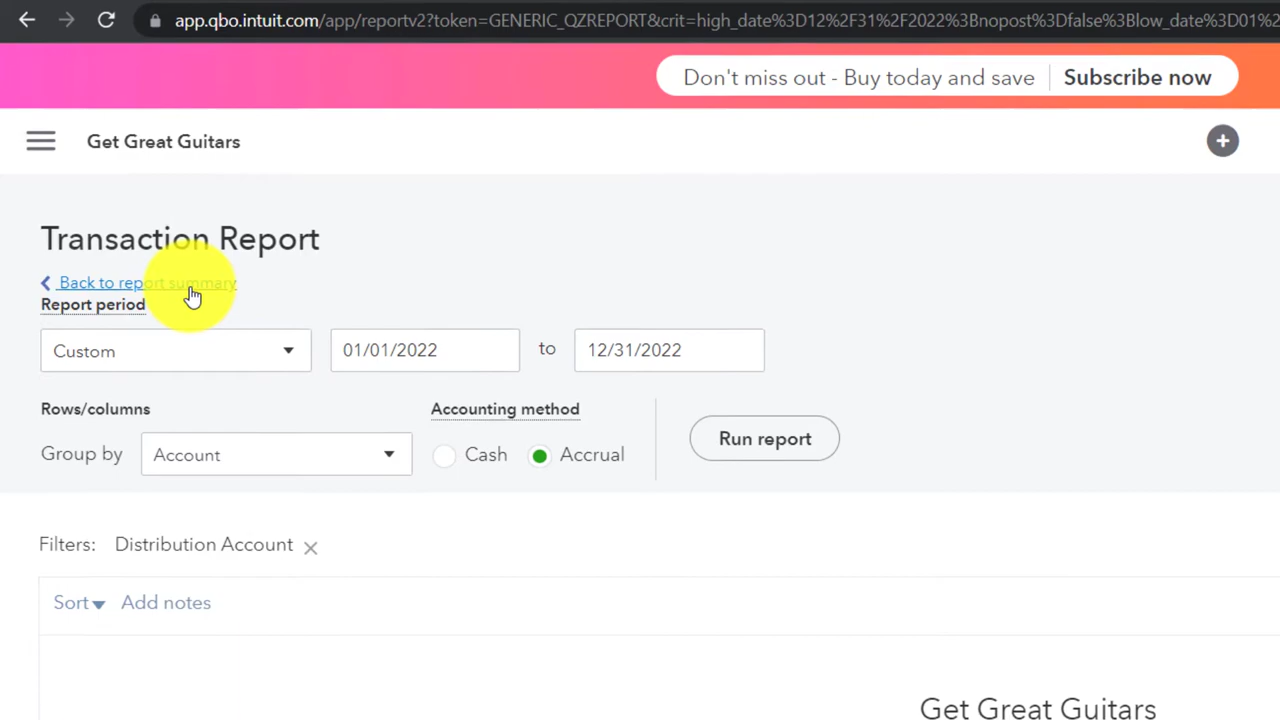 app.qbo.intuit.com/app/reportv2?token=GENERIC_QZREPORT&crit=high_date%3D12%2F31%2F2022%3Bnopost%3Dfalse%3Blow_date%3D01%2
Don't miss out - Buy today and save Subscribe now
Get Great Guitars
Transaction Report
Back to report summary
Report period
Custom 01/01/2022 to 12/31/2022
Rows/columns Accounting method
Group by Account Cash Accrual Run report
Filters: Distribution Account
Sort Add notes
Get Great Guitars